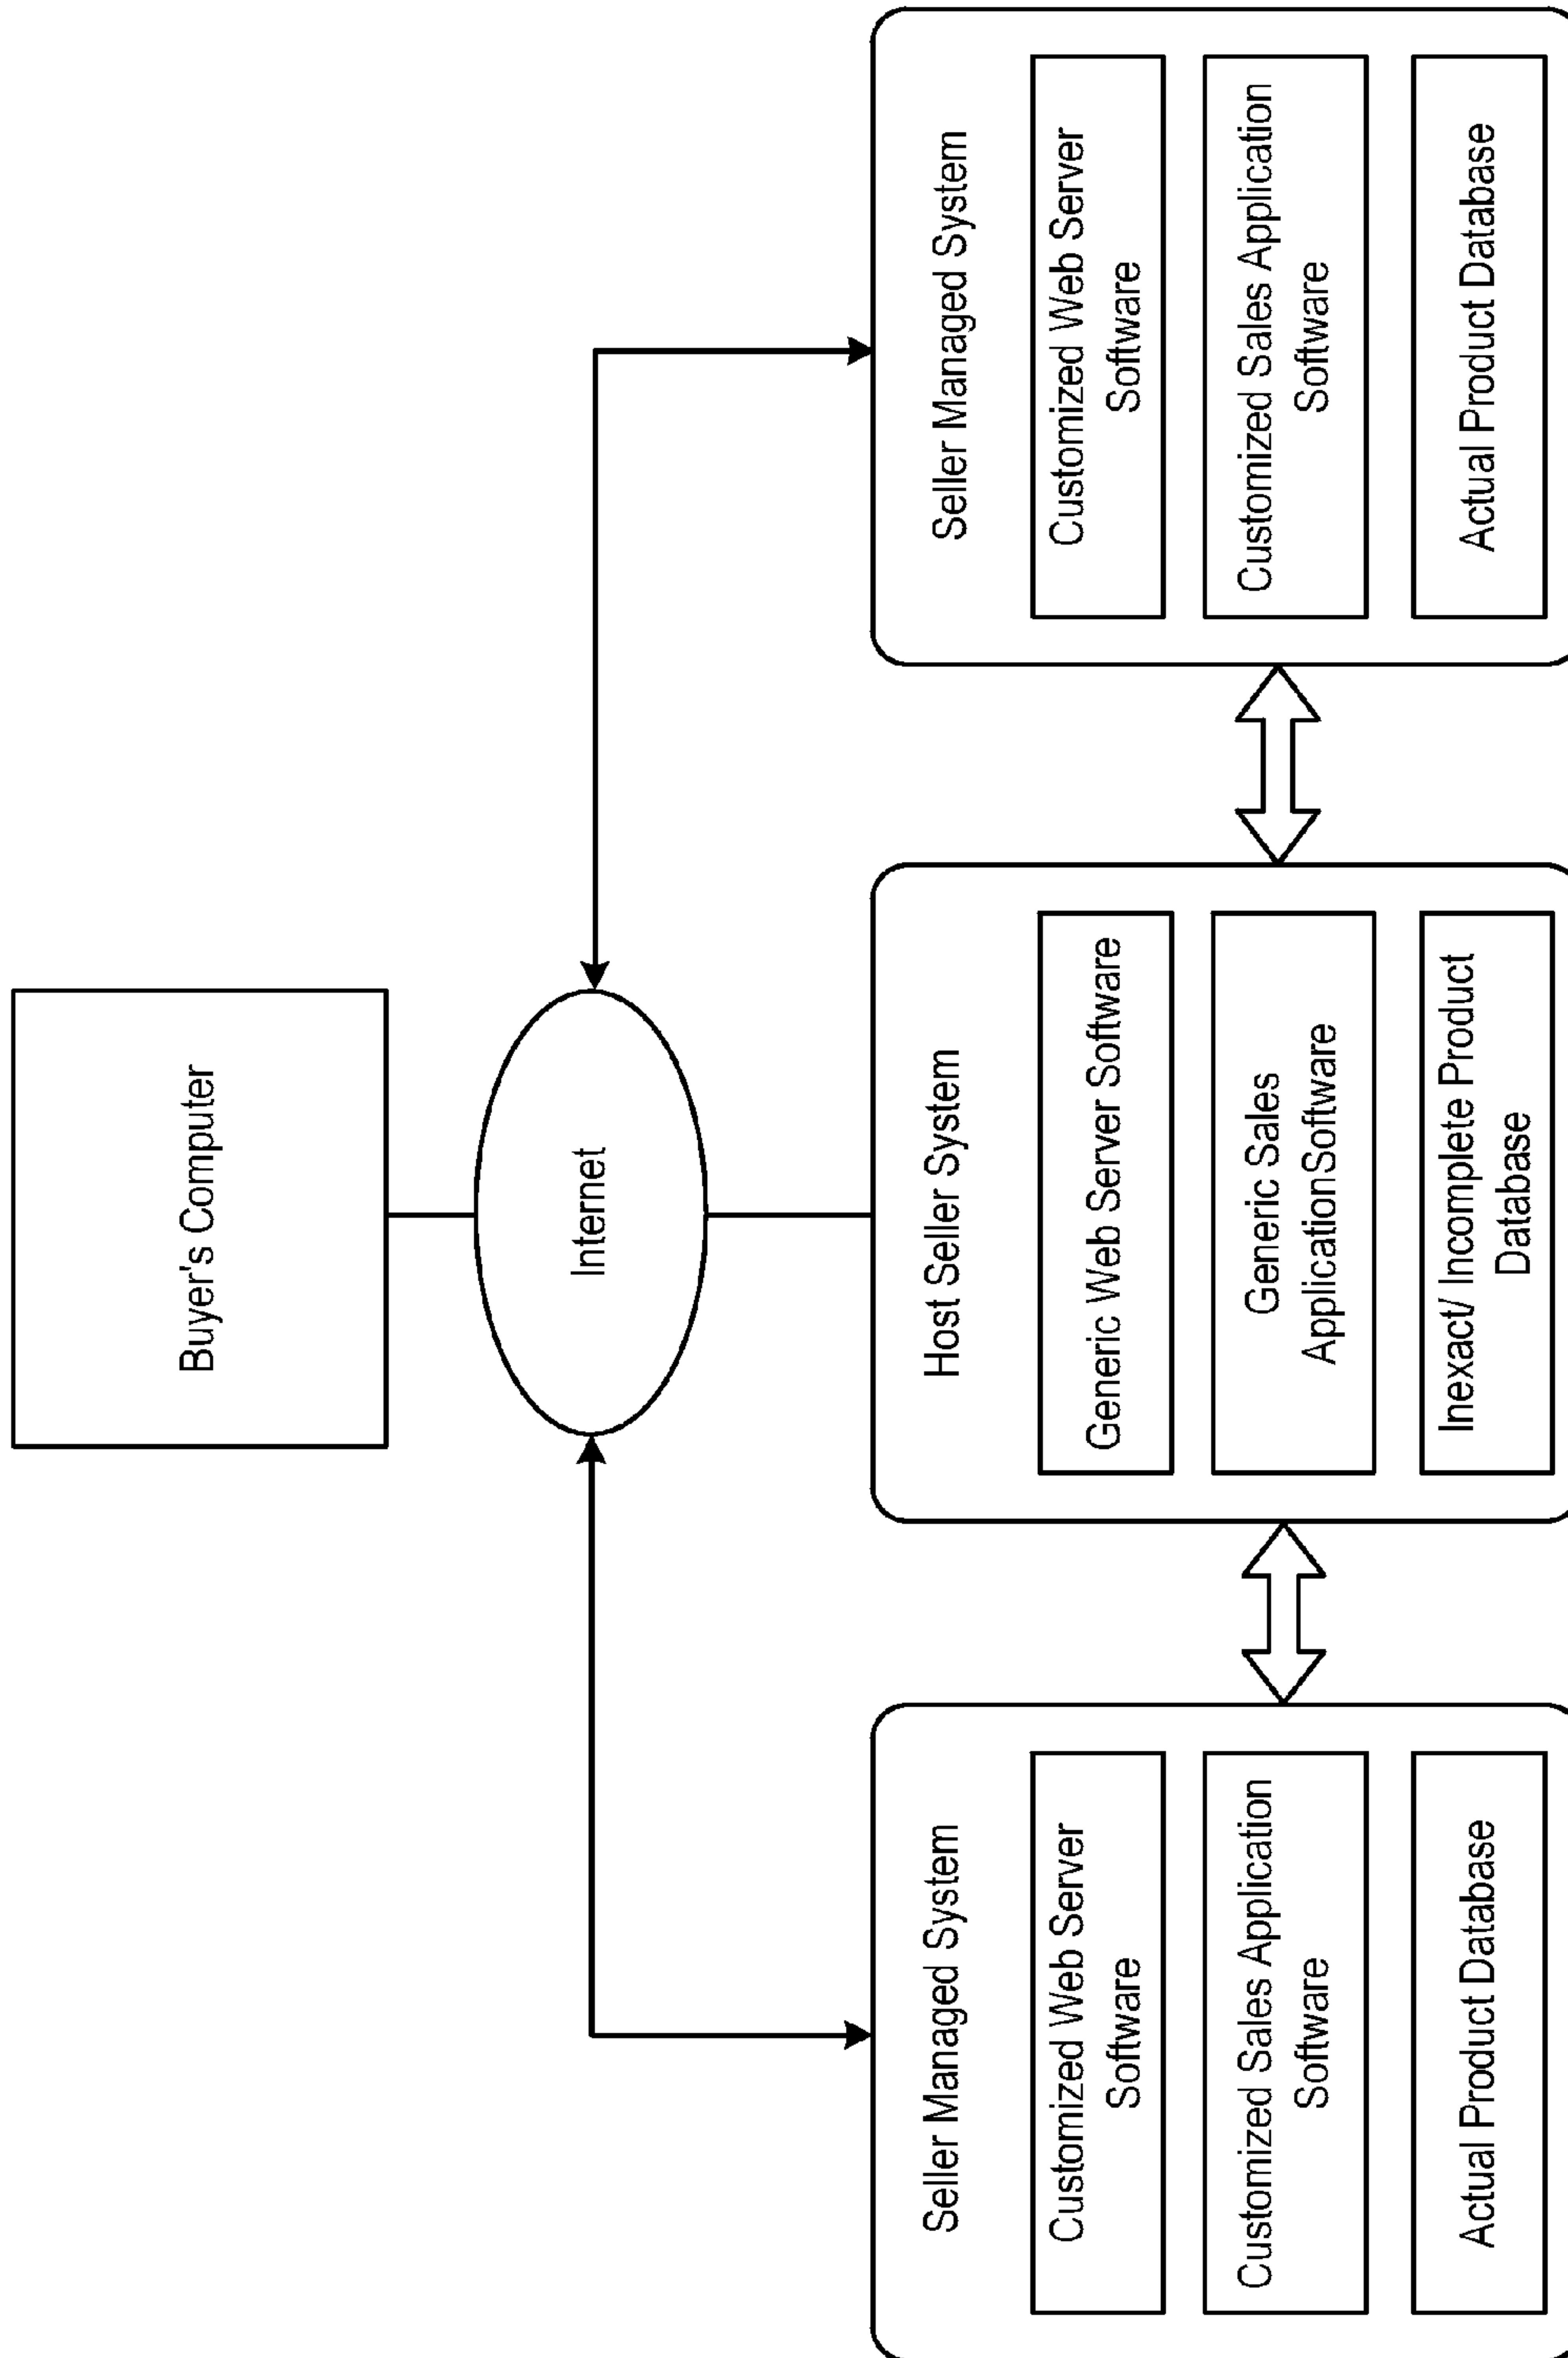 Buyer's Computer
Internet
Seller Managed System
Customized Web Server
Software
Customized Sales Application
Software
Actual Product Database
Host Seller System
Generic Web Server Software
Generic Sales
ApplicationSoftware
Inexact/ Incomplete Product
Database
Seller Managed System
Customized Web Server
Software
Customized Sales Application
Software
Actual Product Database